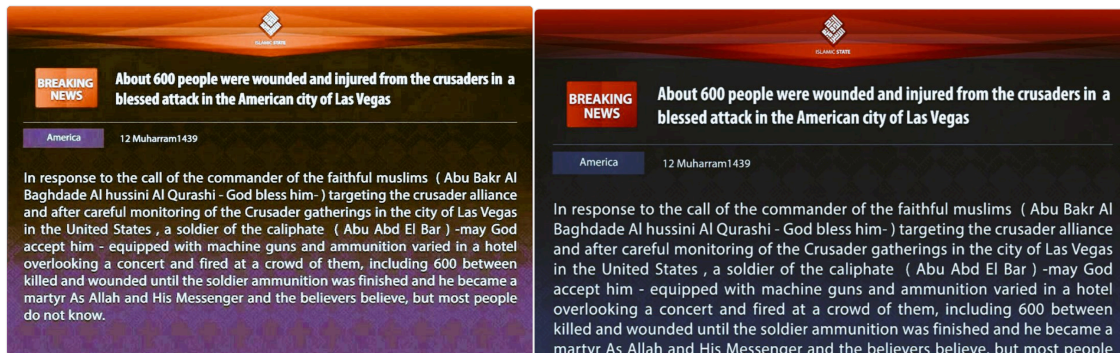 ISLAMIC STATE
BREAKING NEWS
About 600 people were wounded and injured from the crusaders in a
blessed attack in the American city of Las Vegas
America 12 Muharram1439
In response to the call of the commander of the faithful muslims ( Abu Bakr Al
Baghdade Al hussini Al Qurashi - God bless him- ) targeting the crusader alliance
and after careful monitoring of the Crusader gatherings in the city of Las Vegas
in the United States , a soldier of the caliphate ( Abu Abd El Bar ) -may God
accept him - equipped with machine guns and ammunition varied in a hotel
overlooking a concert and fired at a crowd of them, including 600 between
killed and wounded until the soldier ammunition was finished and he became a
martyr As Allah and His Messenger and the believers believe, but most people
do not know.
ISLAMIC STATE
BREAKING NEWS
About 600 people were wounded and injured from the crusaders in a
blessed attack in the American city of Las Vegas
America 12 Muharram1439
In response to the call of the commander of the faithful muslims ( Abu Bakr Al
Baghdade Al hussini Al Qurashi - God bless him- ) targeting the crusader alliance
and after careful monitoring of the Crusader gatherings in the city of Las Vegas
in the United States , a soldier of the caliphate ( Abu Abd El Bar ) -may God
accept him - equipped with machine guns and ammunition varied in a hotel
overlooking a concert and fired at a crowd of them, including 600 between
killed and wounded until the soldier ammunition was finished and he became a
martyr As Allah and His Messenger and the believers believe, but most people